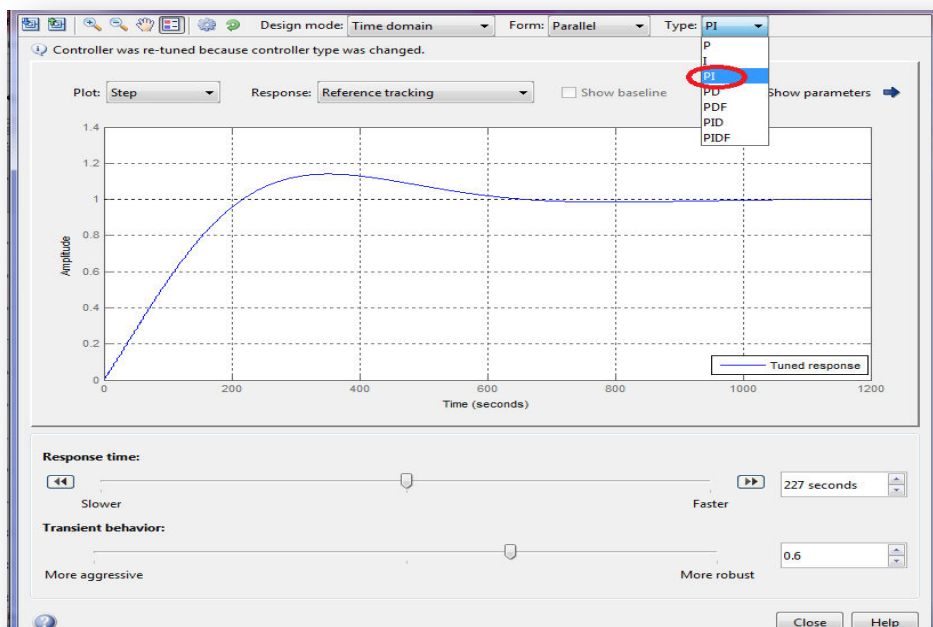 Design mode: Time domain Form: Parallel Type: PI
Controller was re-tuned because controller type was changed.
P
I
PI
PD
PDF
PID
PIDF
Plot: Step Response: Reference tracking Show baseline Show parameters
1.4
1.2
1
0.8
0.6
0.4
0.2
0
Amplitude
Tuned response
0 200 400 600 800 1000 1200
Time (seconds)
Response time:
227 seconds
Slower Faster
Transient behavior:
0.6
More aggressive More robust
Close Help